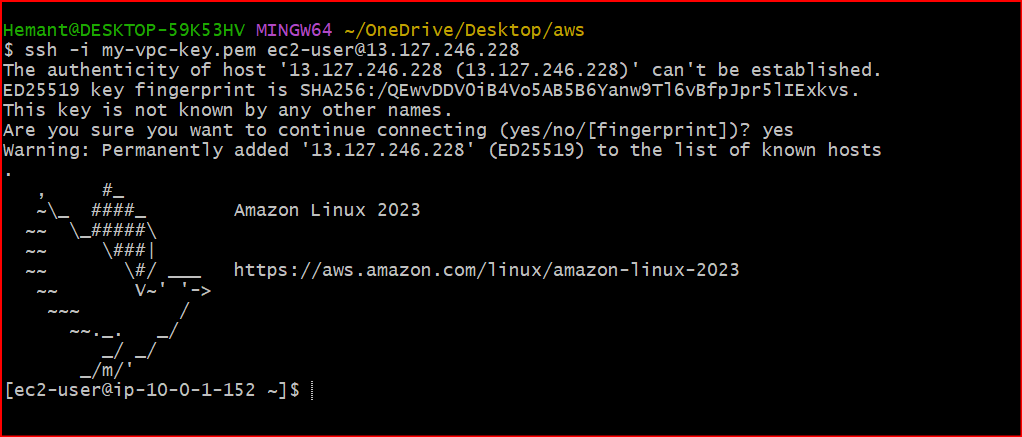 Hemant@DESKTOP-59K53HV MINGW64 ~/OneDrive/Desktop/aws
$ ssh -i my-vpc-key.pem ec2-user@13.127.246.228
The authenticity of host '13.127.246.228 (13.127.246.228)' can't be established.
ED25519 key fingerprint is SHA256:/QEwvDDVOiB4Vo5AB5B6Yanw9Tl6vBfpJpr5lIExkvs.
This key is not known by any other names.
Are you sure you want to continue connecting (yes/no/[fingerprint])? yes
Warning: Permanently added '13.127.246.228' (ED25519) to the list of known hosts
.
   ,     #_
   ~\_  ####_        Amazon Linux 2023
  ~~  \_#####\
  ~~     \###|
  ~~       \#/ ___   https://aws.amazon.com/linux/amazon-linux-2023
   ~~       V~' '->
    ~~~         /
      ~~._.   _/
         _/ _/
       _/m/'
[ec2-user@ip-10-0-1-152 ~]$